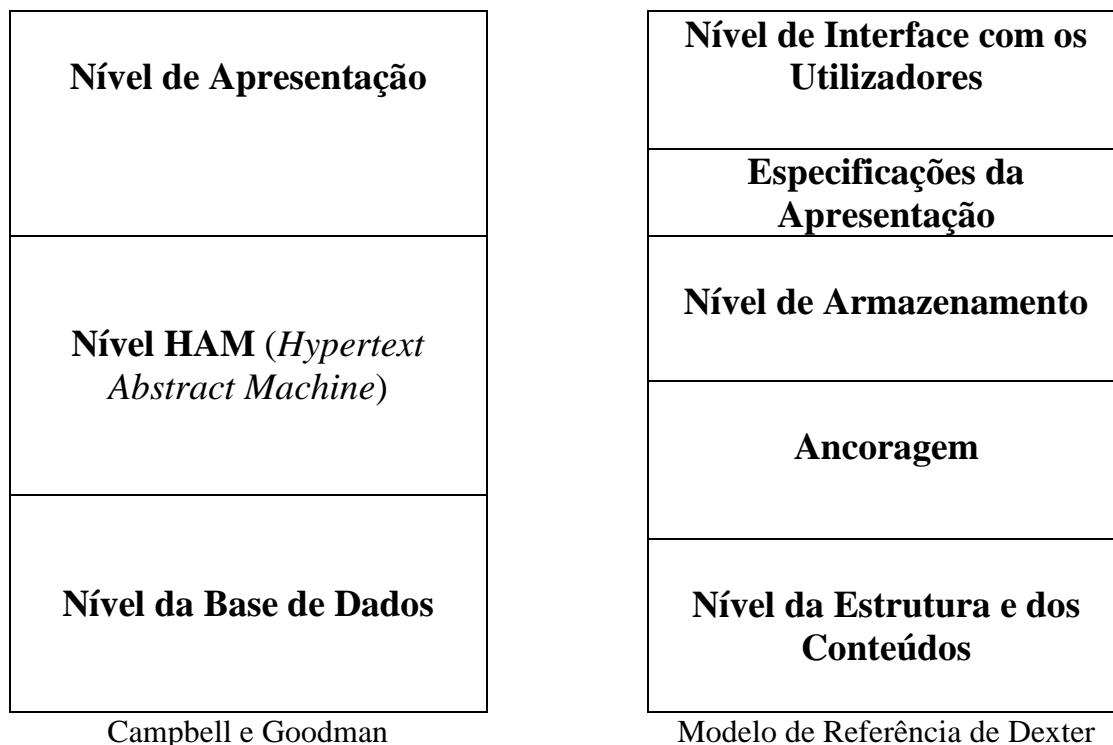 Nível de Apresentação
Nível HAM (Hypertext
Abstract Machine)
Nível da Base de Dados
Campbell e Goodman
Nível de Interface com os
Utilizadores
Especificações da
Apresentação
Nível de Armazenamento
Ancoragem
Nível da Estrutura e dos
Conteúdos
Modelo de Referência de Dexter